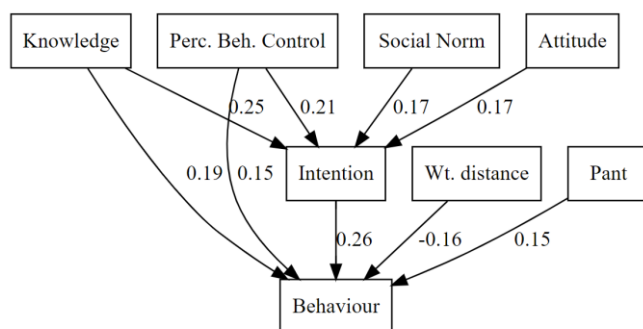 Knowledge
Perc. Beh. Control
Social Norm
Attitude
0.25
0.21
0.17
0.17
Intention
Wt. distance
Pant
0.19
0.15
0.26
-0.16
0.15
Behaviour